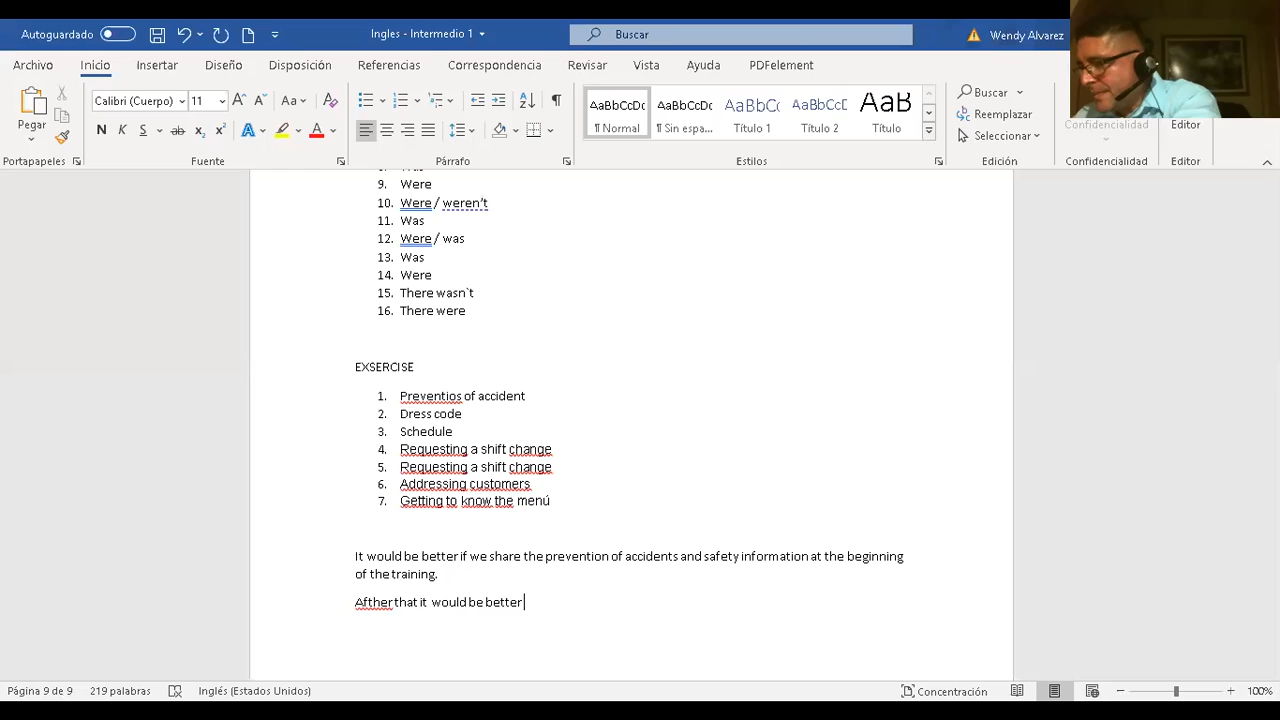 Autoguardado
Ingles - Intermedio 1
Buscar
Wendy Alvarez
Archivo Inicio Insertar Diseño Disposición Referencias Correspondencia Revisar Vista Ayuda PDFelement
Pegar
Calibri (Cuerpo) 11
Aa
N K S ab x₂ x² A A
AaBbCcDc AaBbCcDc AaBbCc AaBbCcD AaB
¶ Normal ¶ Sin espa... Título 1 Título 2 Título
Buscar
Reemplazar
Seleccionar
Confidencialidad
Editor
Portapapeles Fuente Párrafo Estilos Edición Confidencialidad Editor
9. Were
10. Were / weren't
11. Was
12. Were / was
13. Was
14. Were
15. There wasn`t
16. There were
EXSERCISE
1. Preventios of accident
2. Dress code
3. Schedule
4. Requesting a shift change
5. Requesting a shift change
6. Addressing customers
7. Getting to know the menú
It would be better if we share the prevention of accidents and safety information at the beginning
of the training.
Afther that it would be better
Página 9 de 9 219 palabras Inglés (Estados Unidos) Concentración 100%